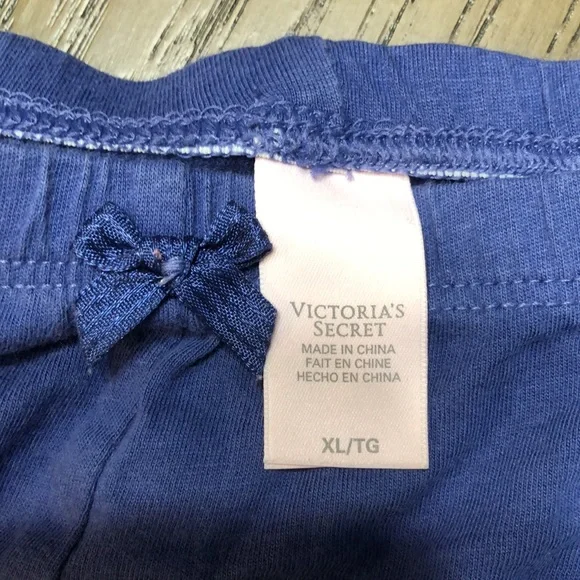 VICTORIA'S
SECRET
MADE IN CHINA
FAIT EN CHINE
HECHO EN CHINA
XL/TG